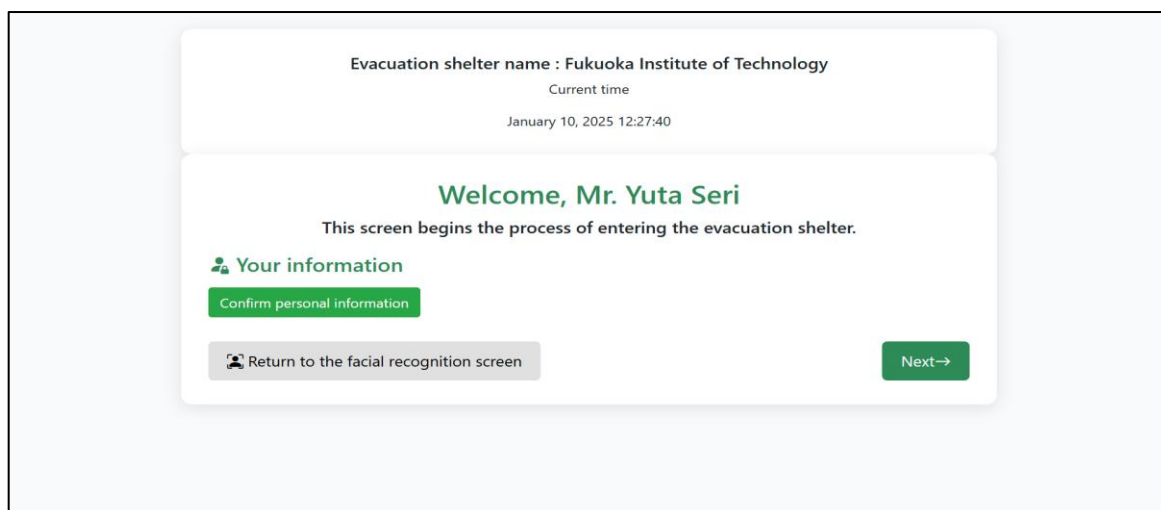 Evacuation shelter name : Fukuoka Institute of Technology
Current time
January 10, 2025 12:27:40
Welcome, Mr. Yuta Seri
This screen begins the process of entering the evacuation shelter.
Your information
Confirm personal information
Return to the facial recognition screen
Next→